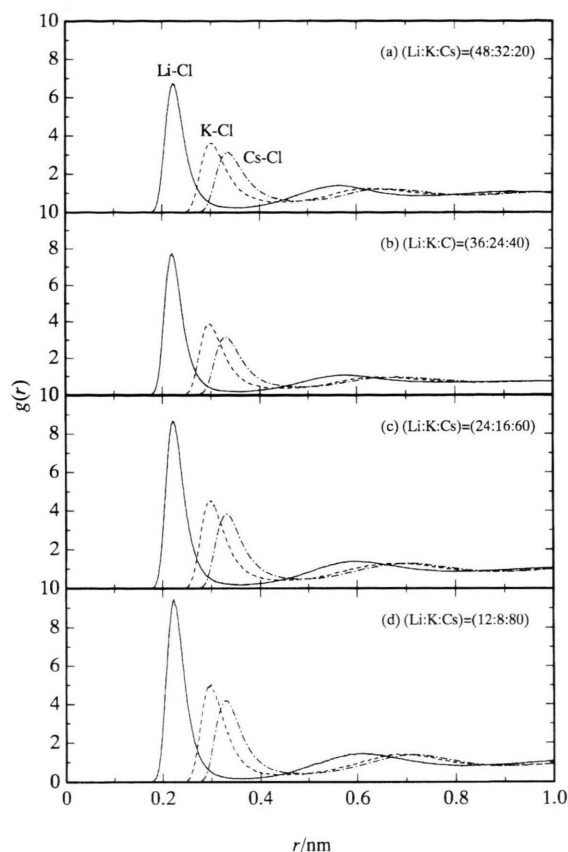 10
(a) (Li:K:Cs)=(48:32:20)
8
Li-Cl
6
K-Cl
4
Cs-Cl
2
10
(b) (Li:K:C)=(36:24:40)
8
6
4
2
10
g(r)
(c) (Li:K:Cs)=(24:16:60)
8
6
4
2
10
(d) (Li:K:Cs)=(12:8:80)
8
6
4
2
0
0 0.2 0.4 0.6 0.8 1.0
r/nm